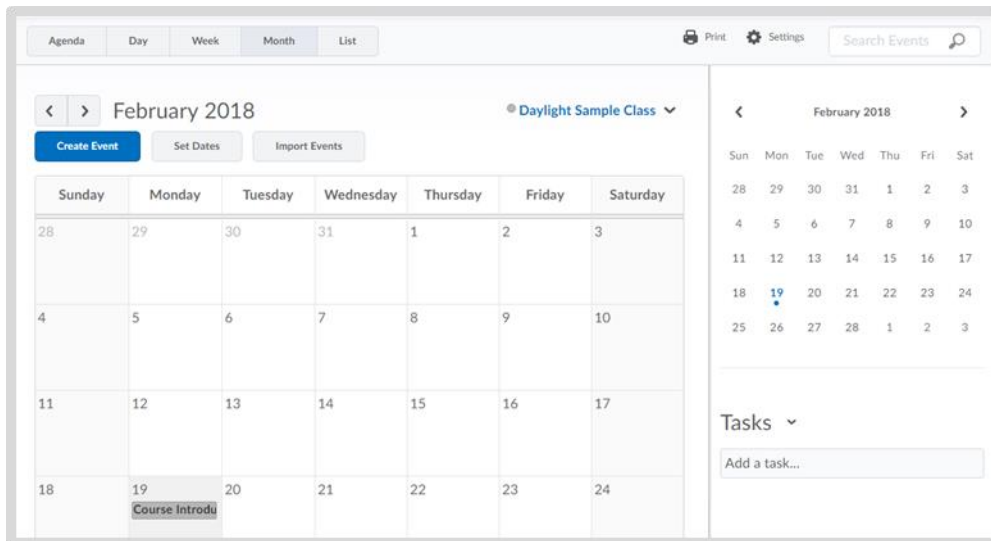 Agenda Day Week Month List Print Settings Search Events
February 2018 Daylight Sample Class
Create Event Set Dates Import Events
Sunday Monday Tuesday Wednesday Thursday Friday Saturday
28 29 30 31 1 2 3
4 5 6 7 8 9 10
11 12 13 14 15 16 17
18 19 20 21 22 23 24
Course Introdu
February 2018
Sun Mon Tue Wed Thu Fri Sat
28 29 30 31 1 2 3
4 5 6 7 8 9 10
11 12 13 14 15 16 17
18 19 20 21 22 23 24
25 26 27 28 1 2 3
Tasks
Add a task...